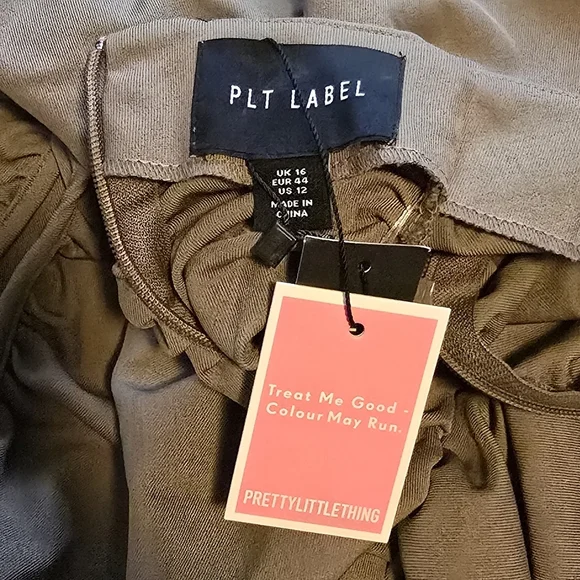 PLT LABEL
UK 16
EUR 44
US 12
MADE IN
CHINA
Treat Me Good -
Colour May Run.
PRETTYLITTLETHING